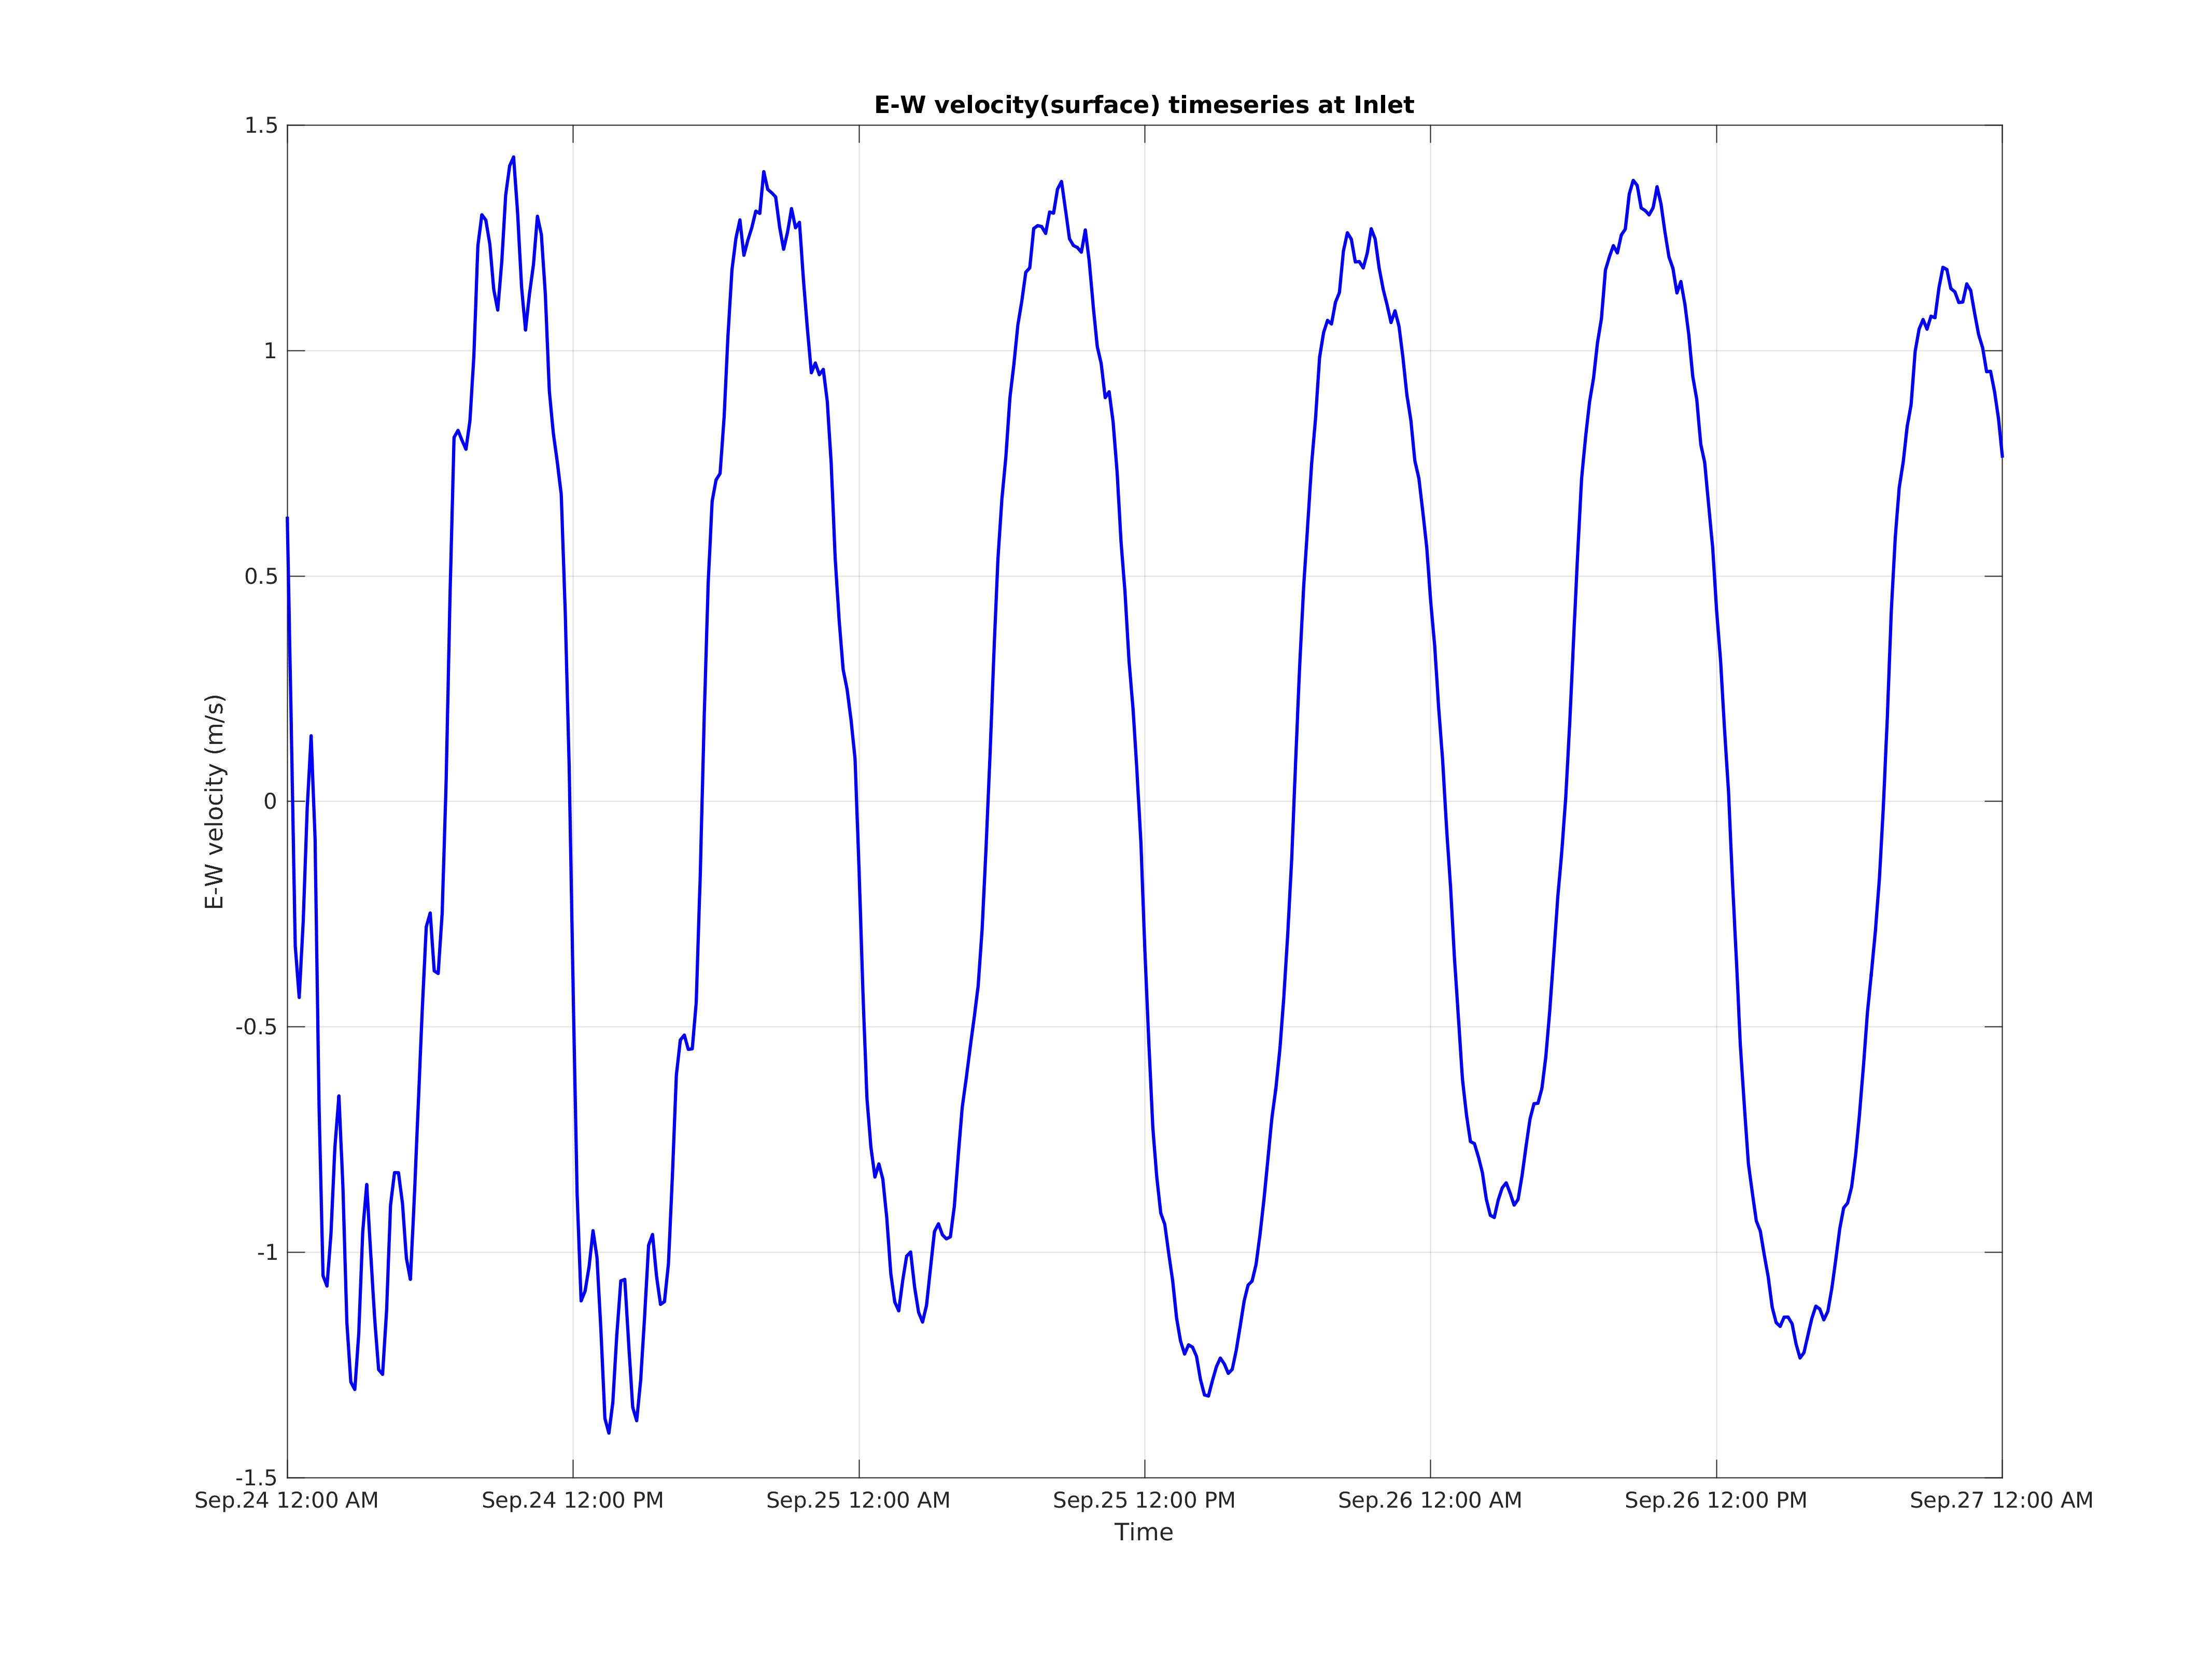 E-W velocity(surface) timeseries at Inlet
1.5
1
0.5
0
-0.5
-1
-1.5
E-W velocity (m/s)
Sep.24 12:00 AM
Sep.24 12:00 PM
Sep.25 12:00 AM
Sep.25 12:00 PM
Sep.26 12:00 AM
Sep.26 12:00 PM
Sep.27 12:00 AM
Time